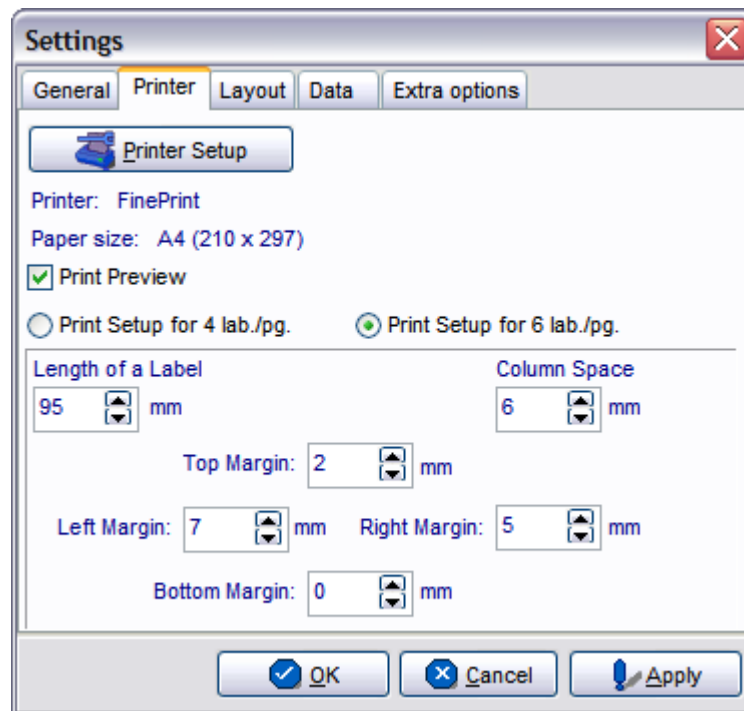 Settings
General Printer Layout Data Extra options
Printer Setup
Printer: FinePrint
Paper size: A4 (210 x 297)
Print Preview
Print Setup for 4 lab./pg. Print Setup for 6 lab./pg.
Length of a Label Column Space
95 mm 6 mm
Top Margin: 2 mm
Left Margin: 7 mm Right Margin: 5 mm
Bottom Margin: 0 mm
OK Cancel Apply